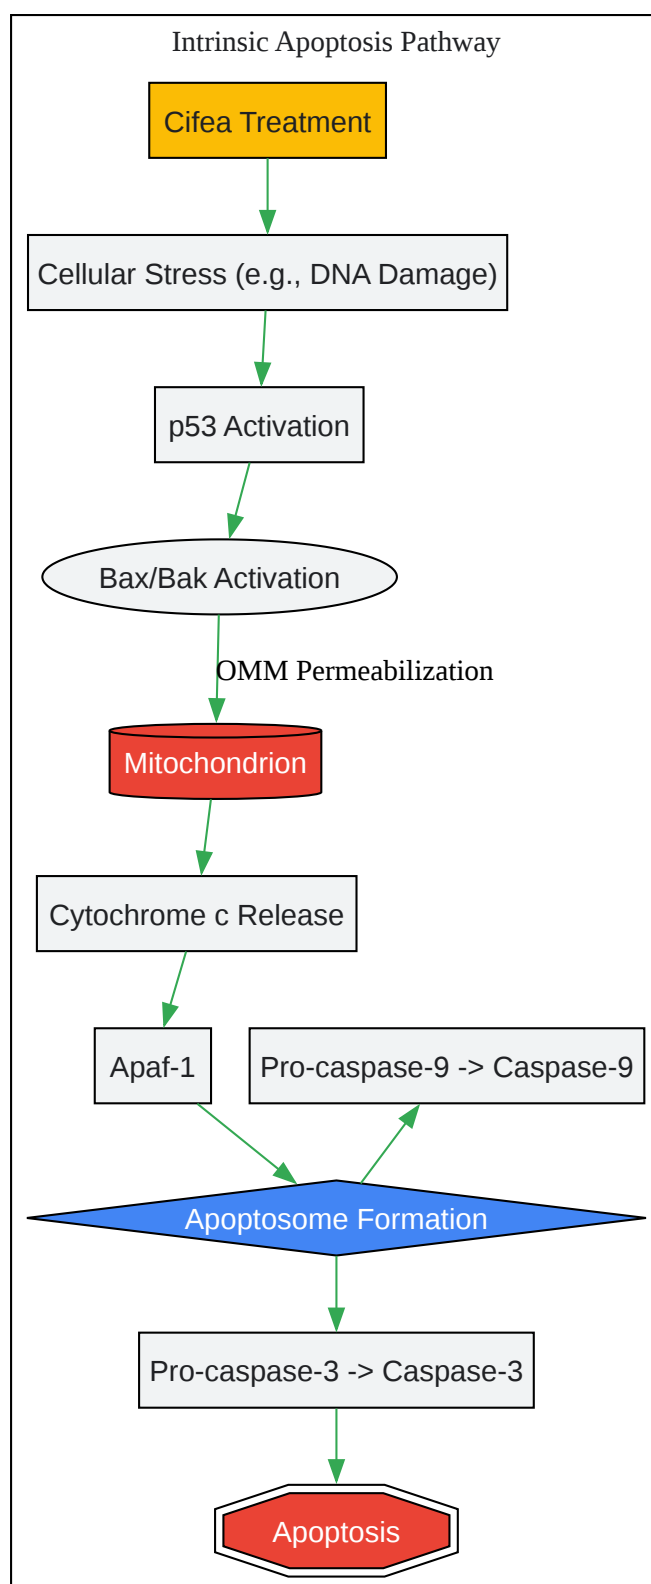 Intrinsic Apoptosis Pathway
Cifea Treatment
Cellular Stress (e.g., DNA Damage)
p53 Activation
Bax/Bak Activation
OMM Permeabilization
Mitochondrion
Cytochrome c Release
Apaf-1
Pro-caspase-9 -> Caspase-9
Apoptosome Formation
Pro-caspase-3 -> Caspase-3
Apoptosis